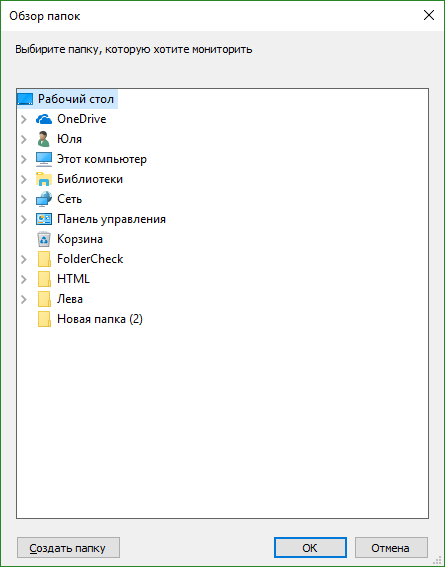 Обзор папок
Выбирите папку, которую хотите мониторить
Рабочий стол
OneDrive
Юля
Этот компьютер
Библиотеки
Сеть
Панель управления
Корзина
FolderCheck
HTML
Лева
Новая папка (2)
Создать папку
ОК
Отмена